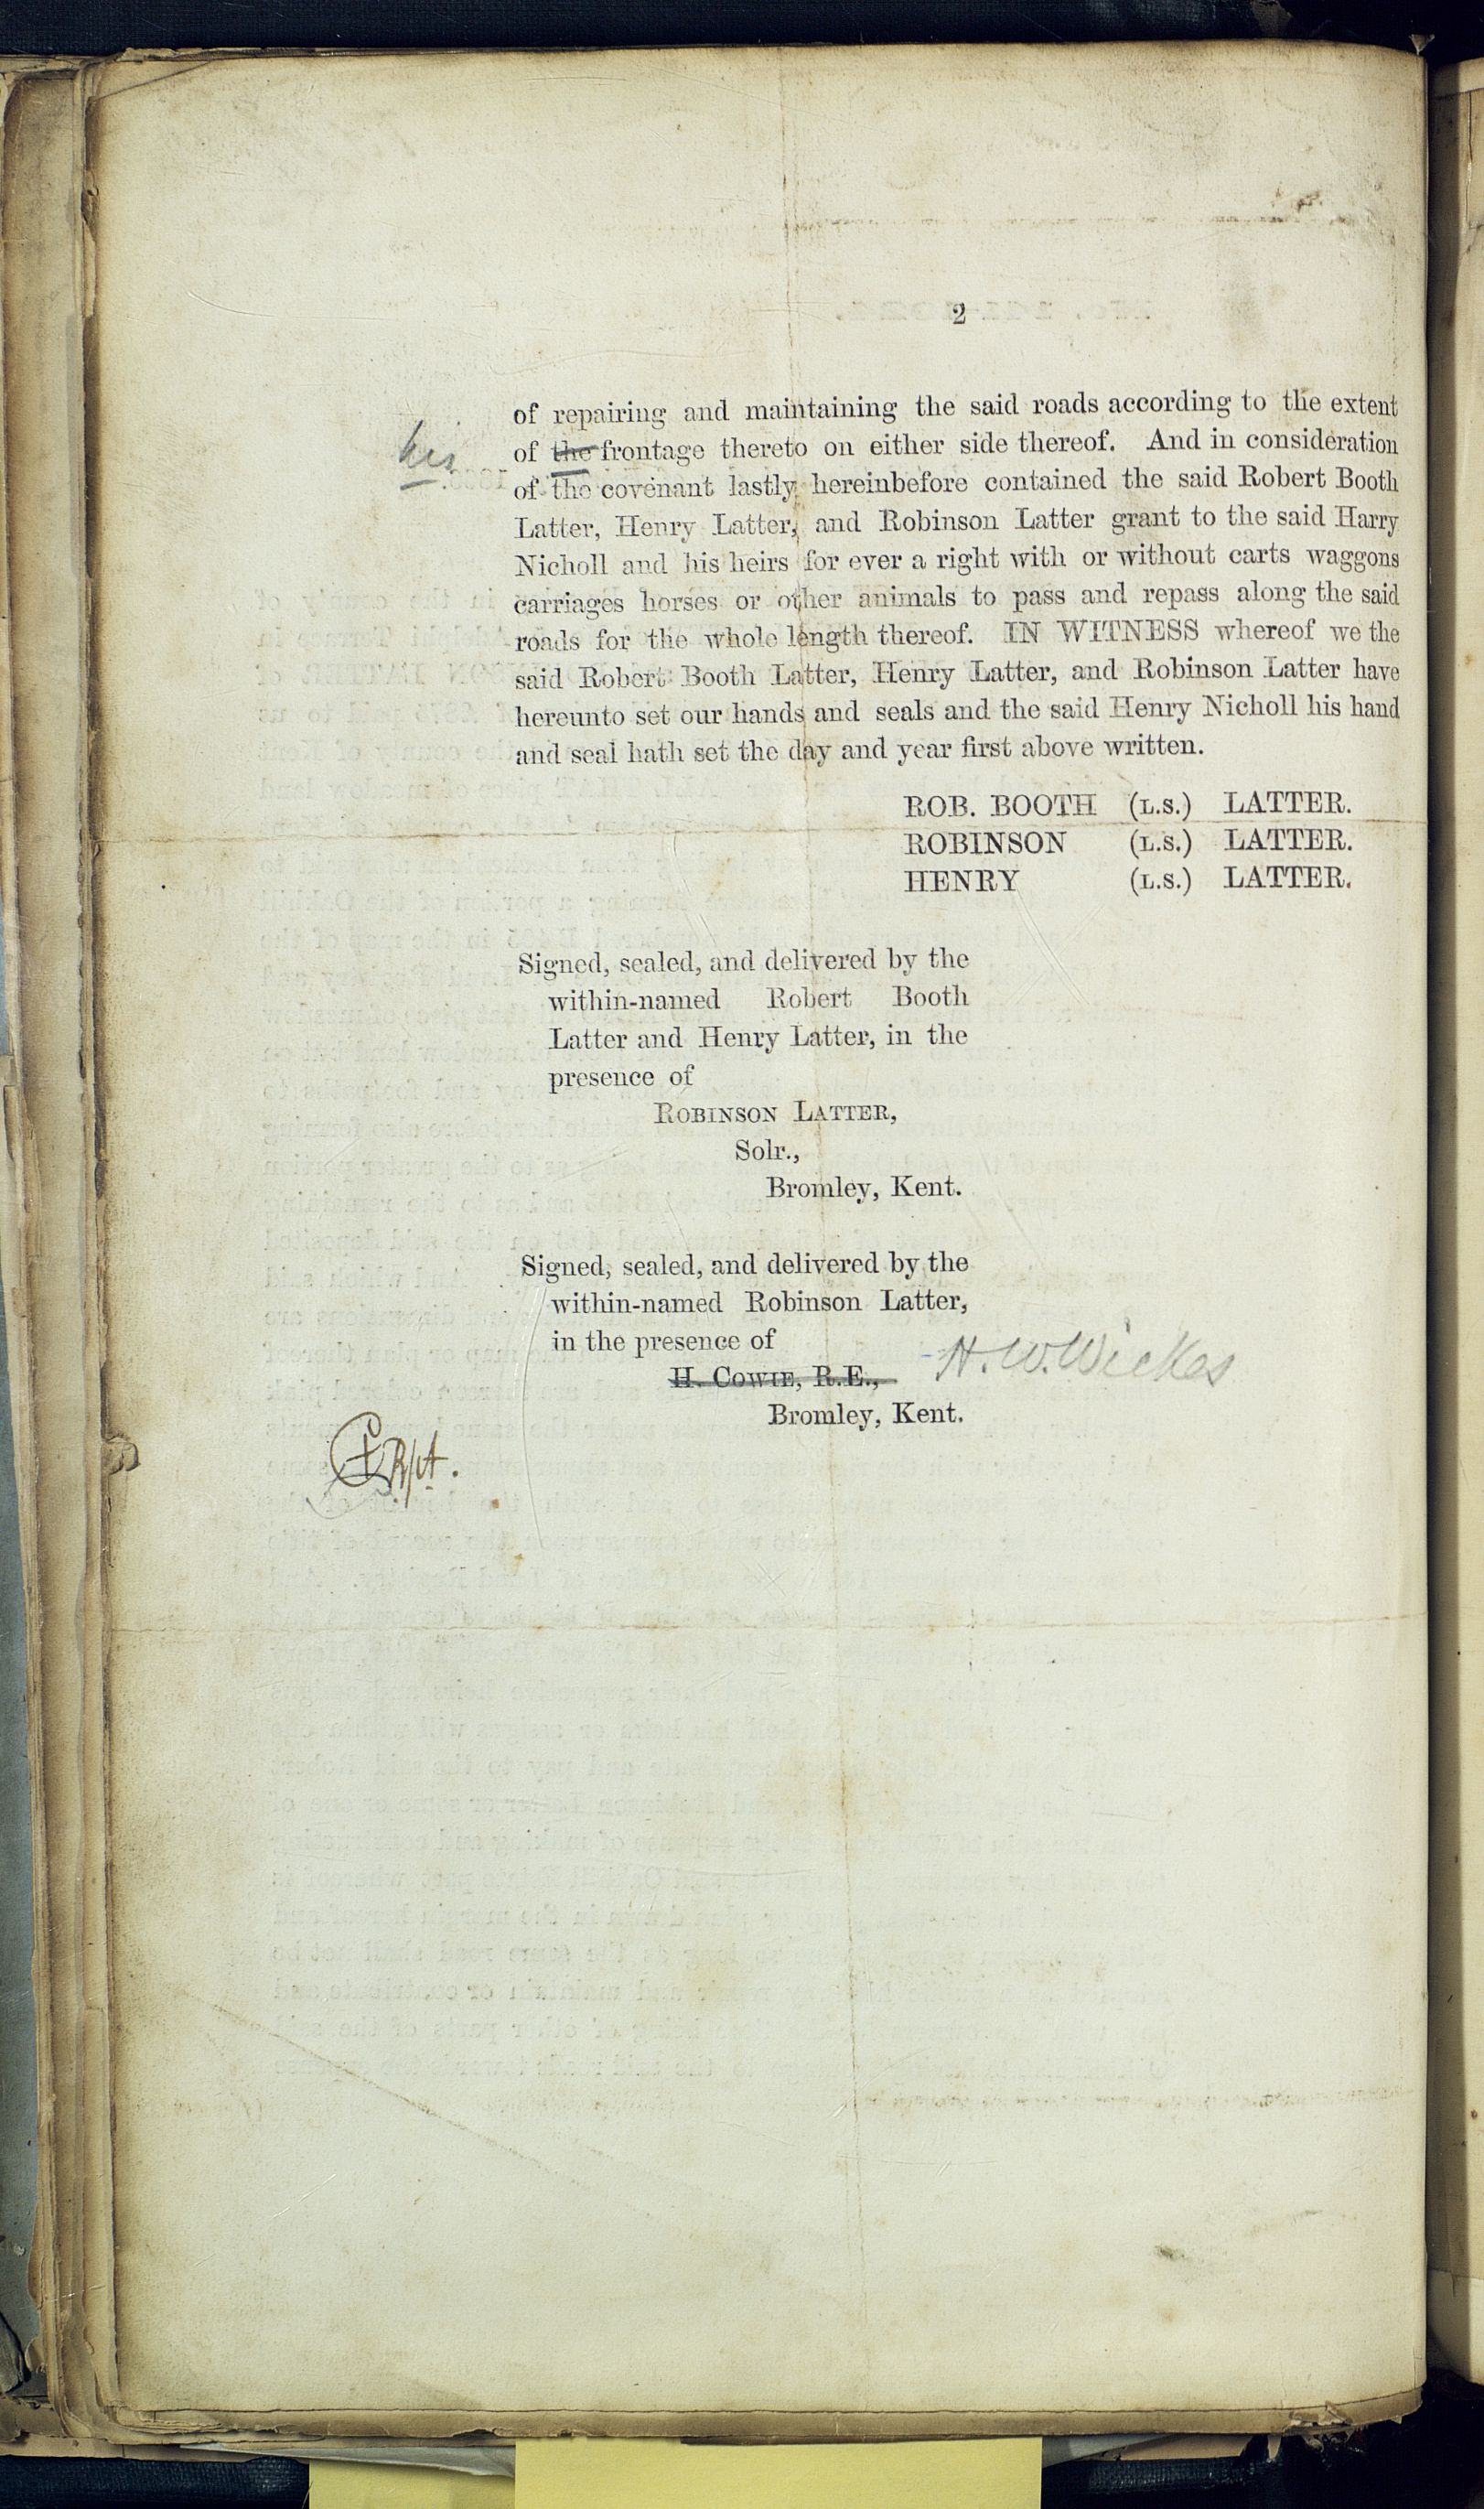 2
of repairing and maintaining the said roads according to the extent
his
of the frontage thereto on either side thereof. And in consideration
of the covenant lastly hereinbefore contained the said Robert Booth
Latter, Henry Latter, and Robinson Latter grant to the said Harry
Nicholl and his heirs for ever a right with or without carts waggons
carriages horses or other animals to pass and repass along the said
roads for the whole length thereof. IN WITNESS whereof we the
said Robert Booth Latter, Henry Latter, and Robinson Latter have
hereunto set our hands and seals and the said Henry Nicholl his hand
and seal hath set the day and year first above written.
ROB. BOOTH (L.S.) LATTER.
ROBINSON (L.S.) LATTER.
HENRY (L.S.) LATTER.
Signed, sealed, and delivered by the
within-named Robert Booth
Latter and Henry Latter, in the
presence of
ROBINSON LATTER,
Solr.,
Bromley, Kent.
Signed, sealed, and delivered by the
within-named Robinson Latter,
in the presence of
H. COWIE, R.E., H. W. Wickes
Bromley, Kent.